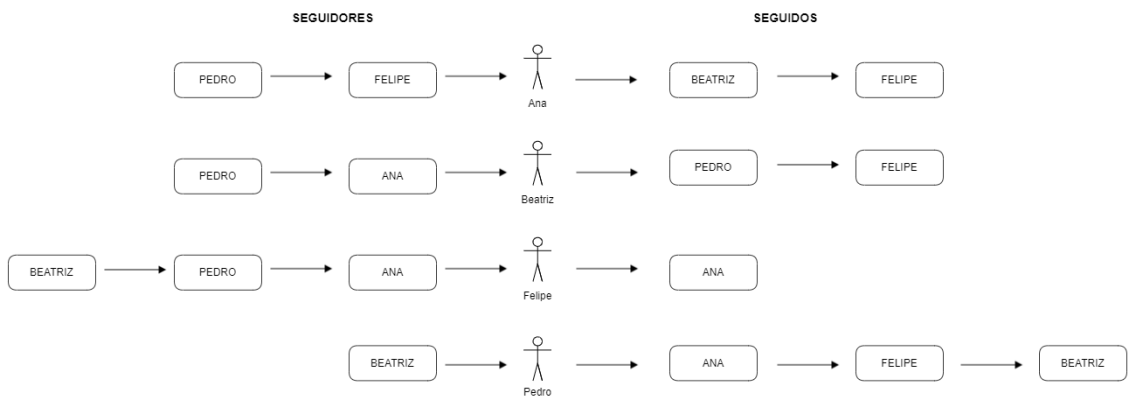 SEGUIDORES SEGUIDOS
PEDRO FELIPE BEATRIZ FELIPE
Ana
PEDRO ANA PEDRO FELIPE
Beatriz
BEATRIZ PEDRO ANA ANA
Felipe
BEATRIZ ANA FELIPE BEATRIZ
Pedro